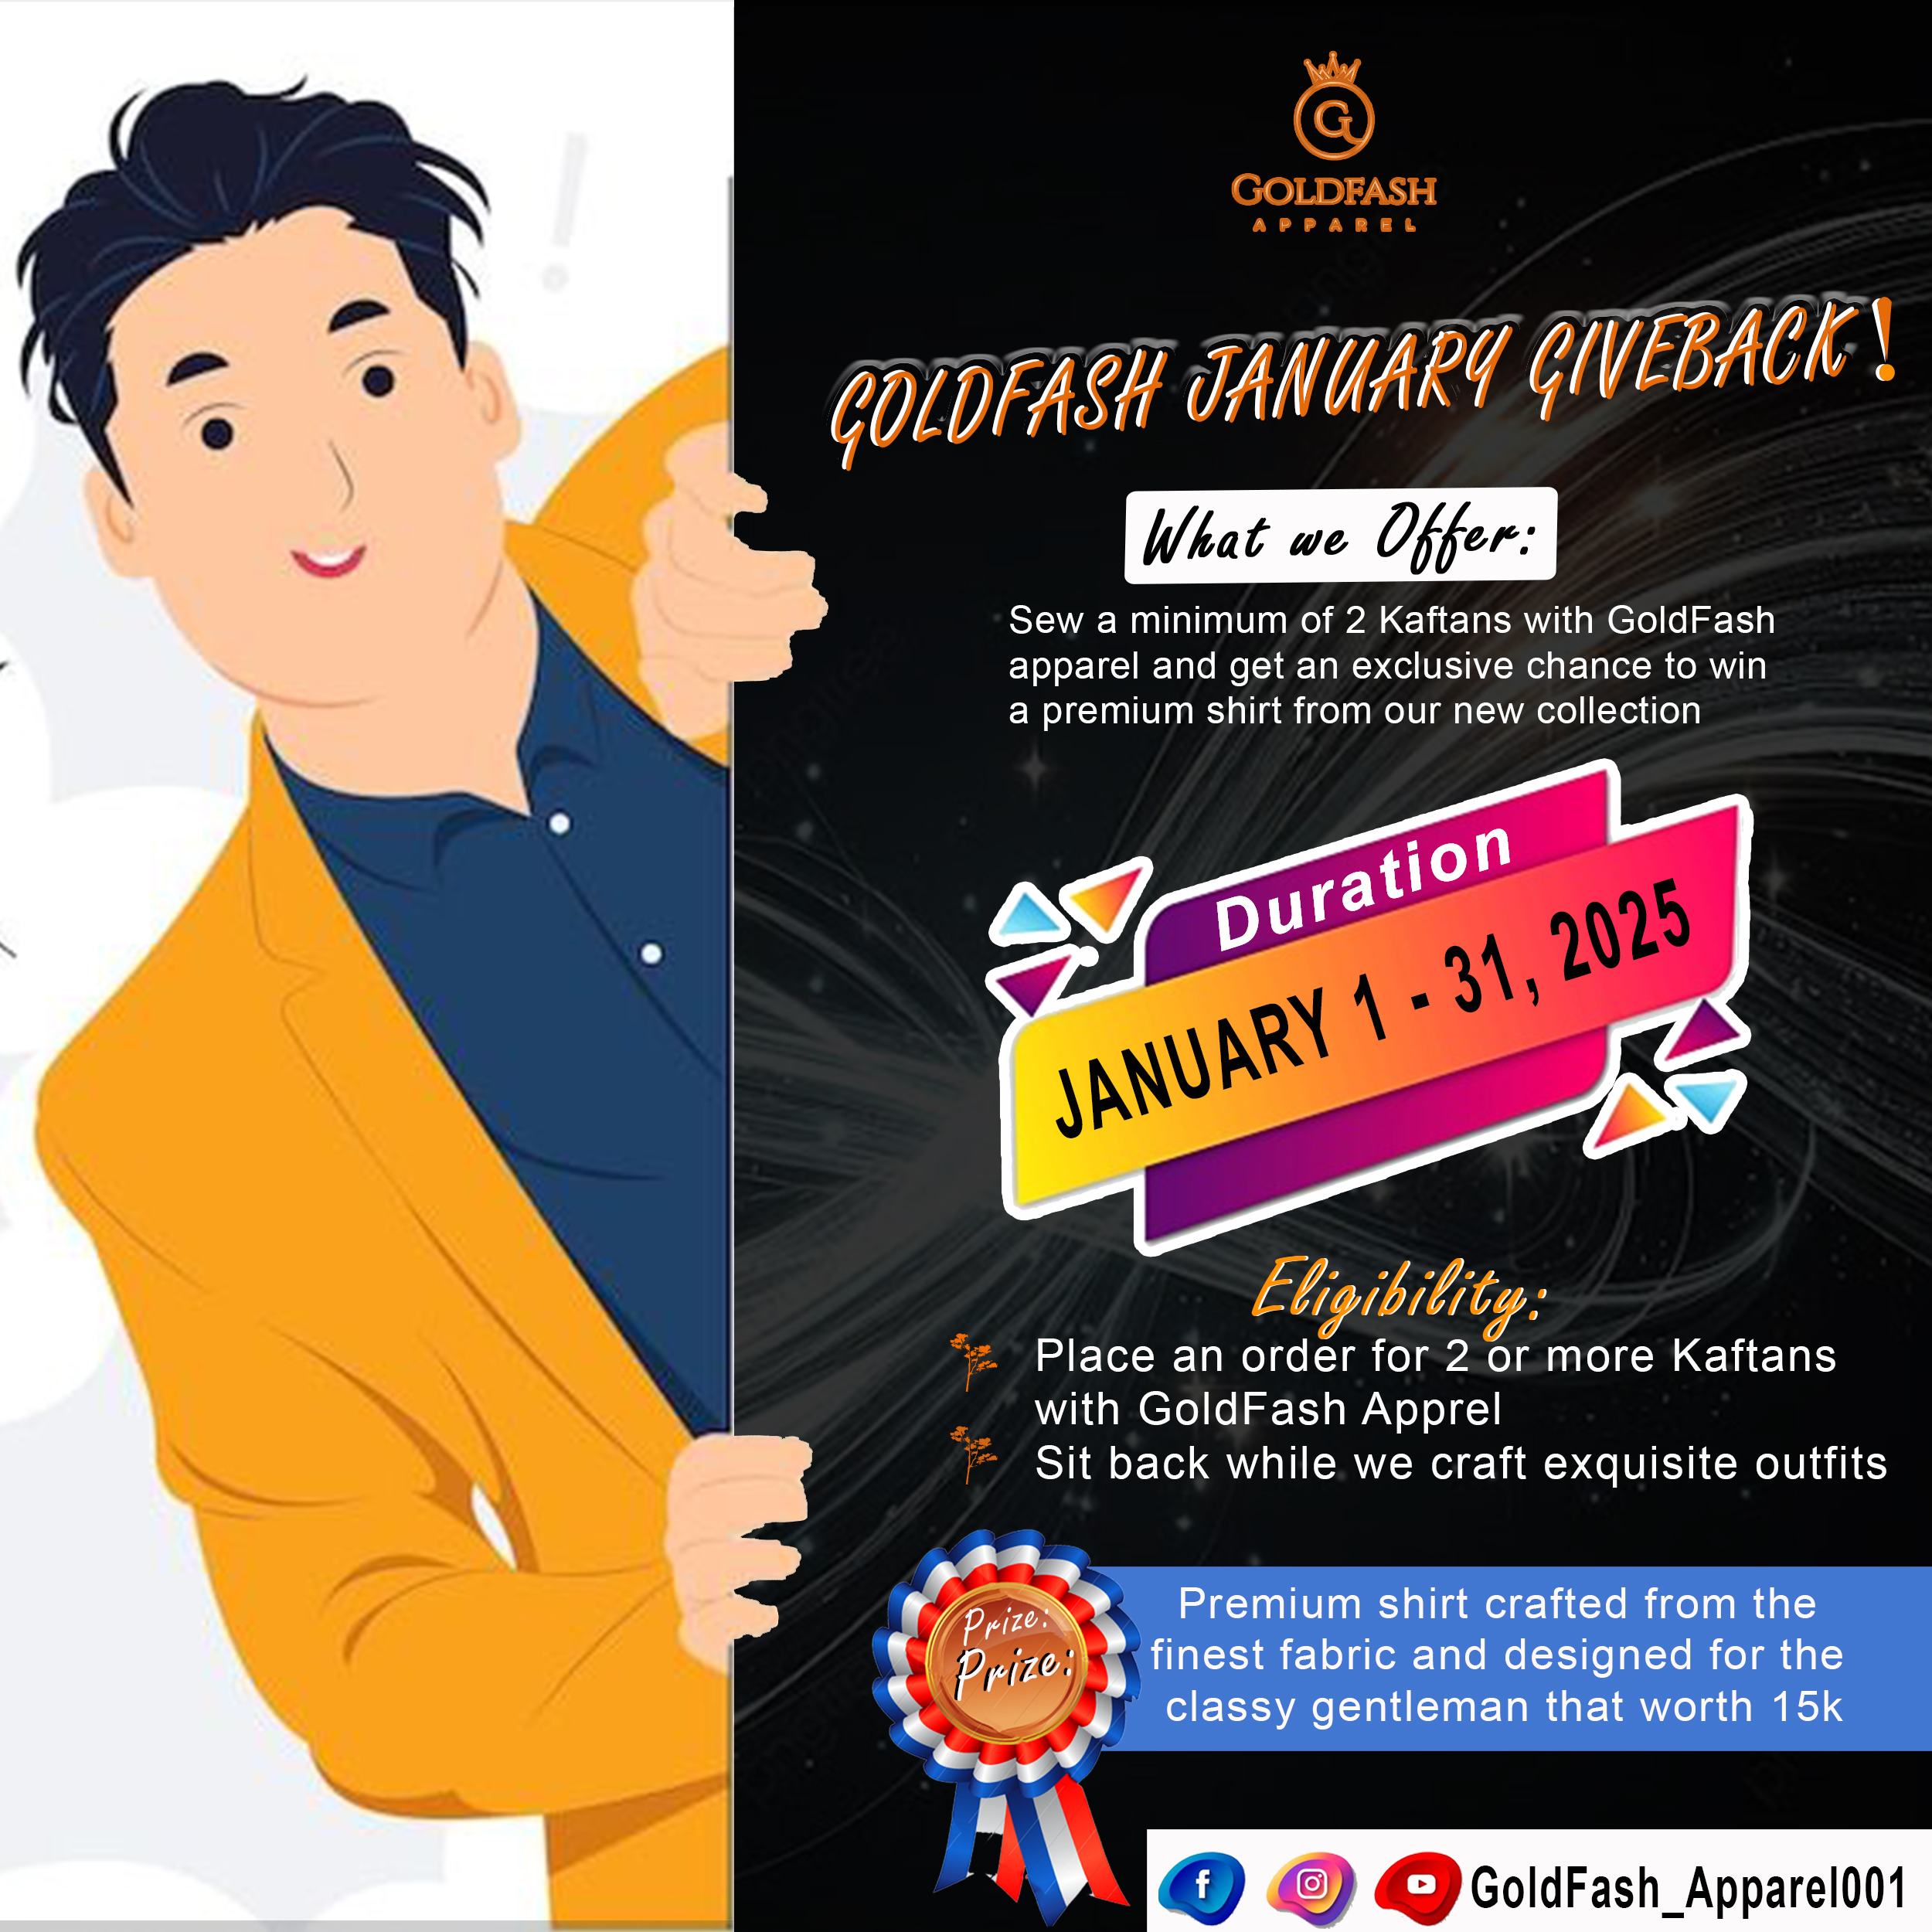 GOLDFASH
APPAREL
GOLDFASH JANUARY GIVEBACK!
What we Offer:
Sew a minimum of 2 Kaftans with GoldFash
apparel and get an exclusive chance to win
a premium shirt from our new collection
Duration
JANUARY 1 - 31, 2025
Eligibility:
Place an order for 2 or more Kaftans
with GoldFash Apprel
Sit back while we craft exquisite outfits
Prize:
Prize:
Premium shirt crafted from the
finest fabric and designed for the
classy gentleman that worth 15k
GoldFash_Apparel001